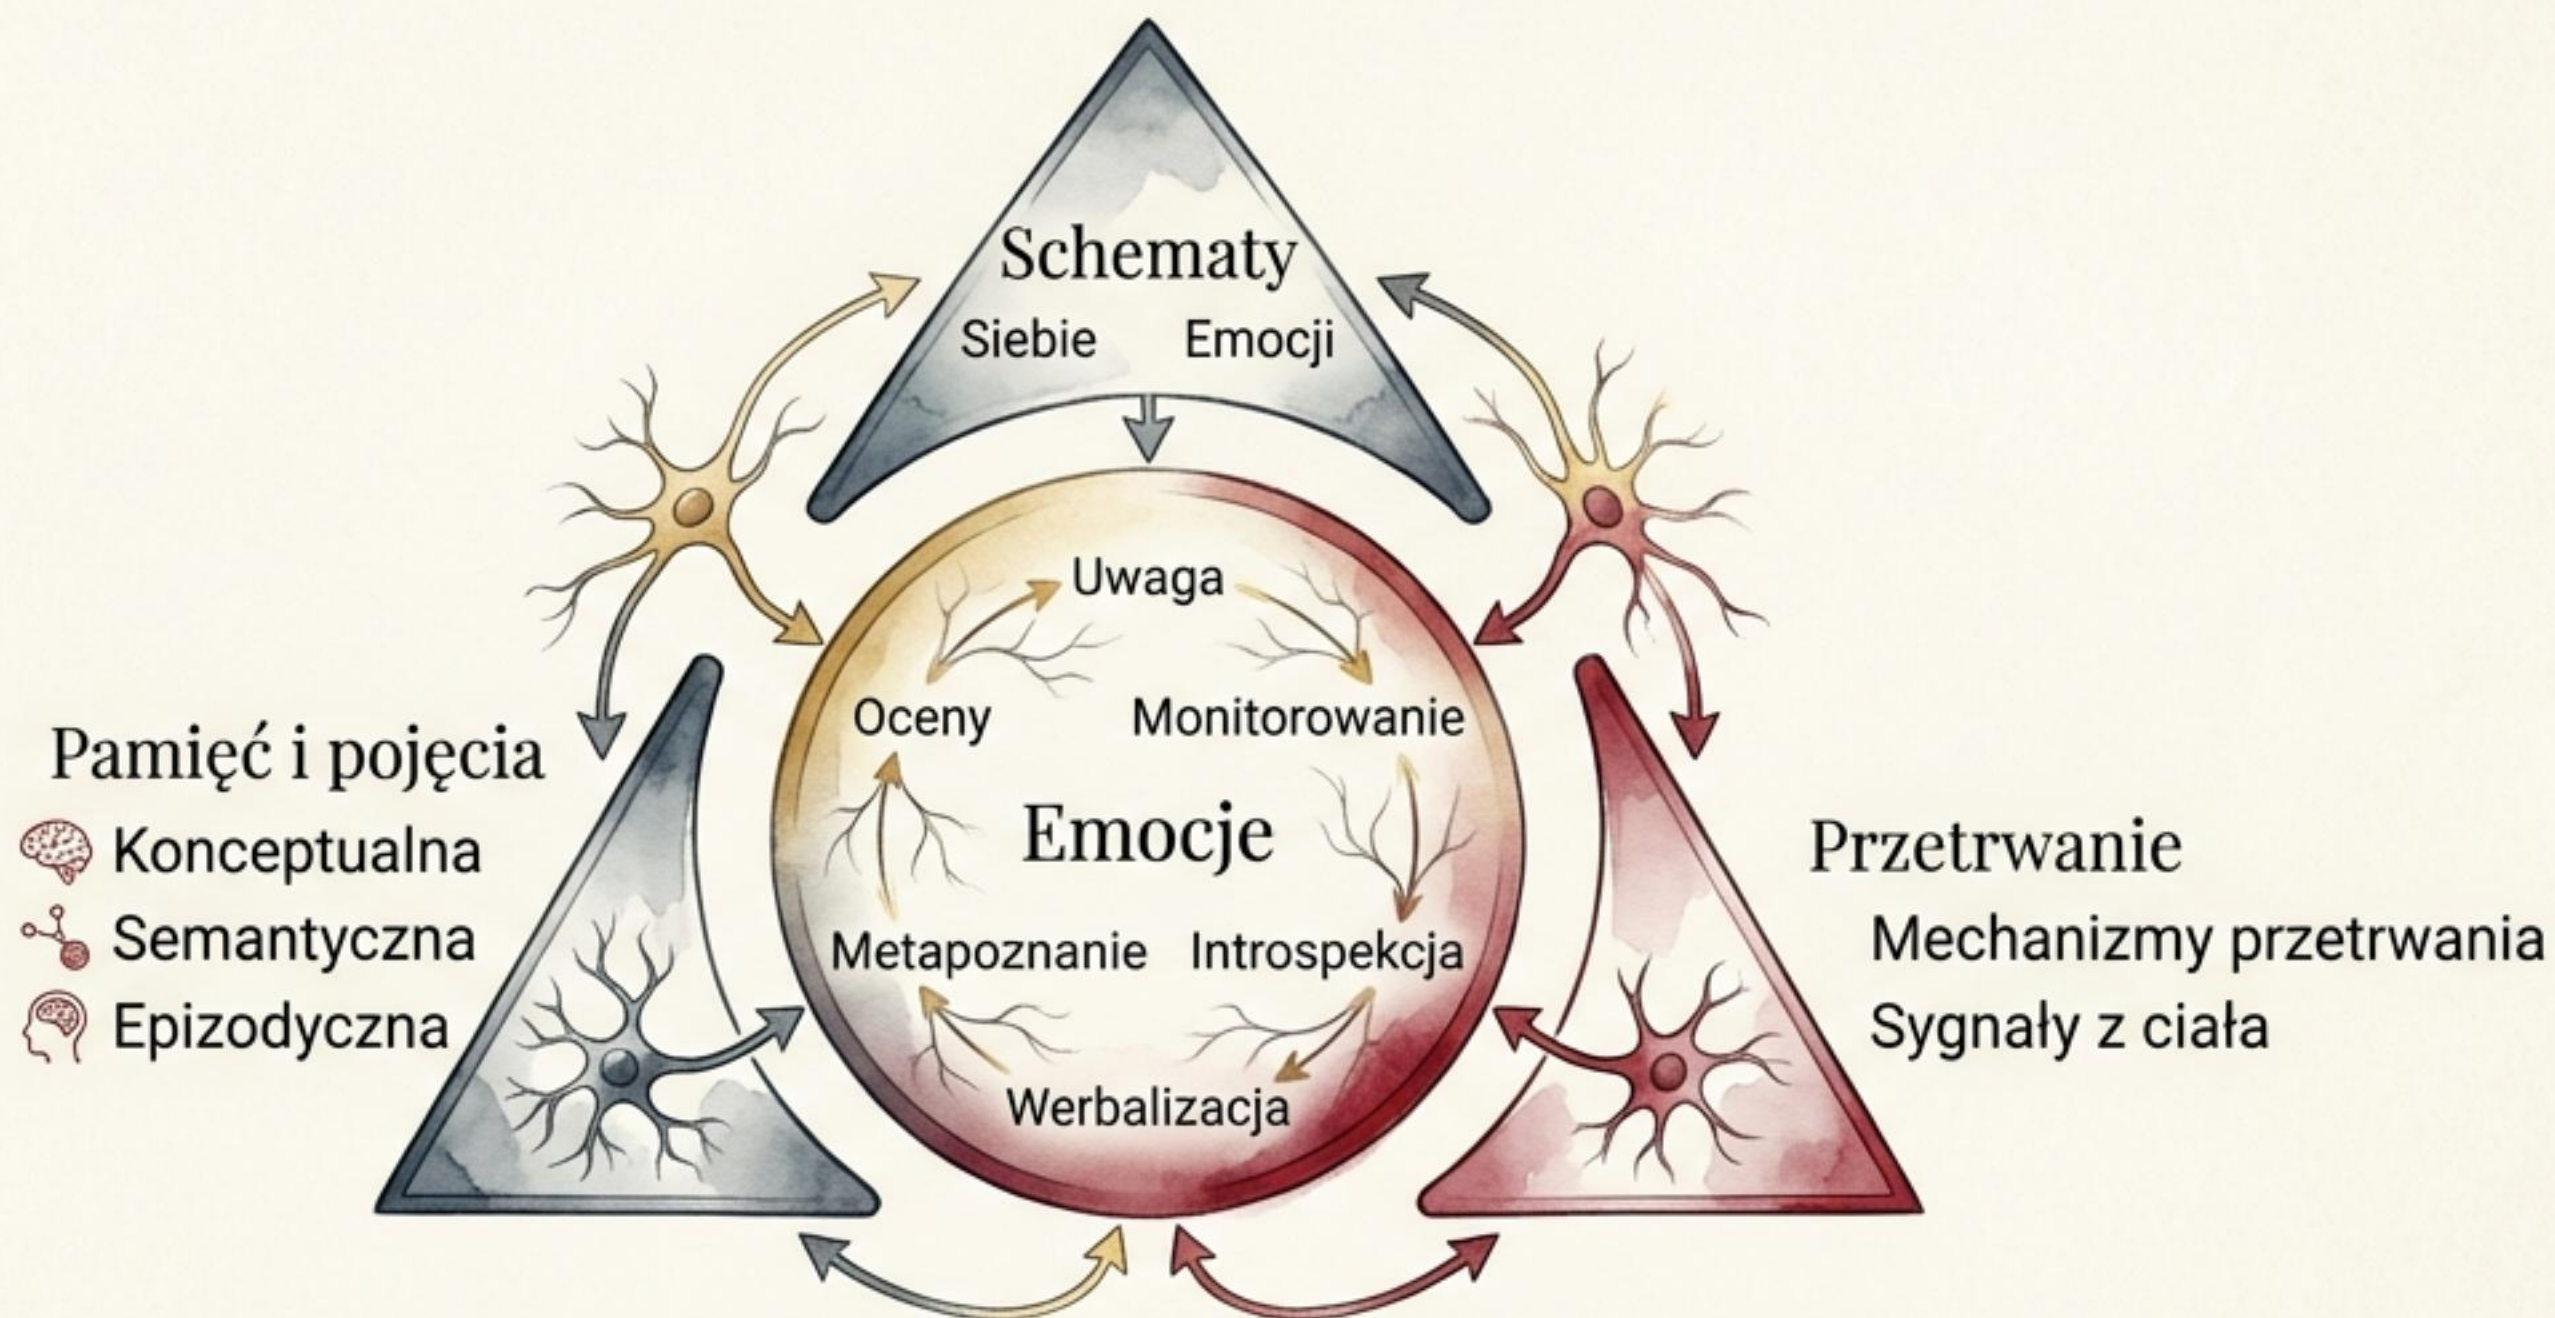 Schematy
Siebie Emocji
Uwaga
Oceny Monitorowanie
Emocje
Metapoznanie Introspekcja
Werbalizacja
Pamięć i pojęcia
Konceptualna
Semantyczna
Epizodyczna
Przetrwanie
Mechanizmy przetrwania
Sygnały z ciała